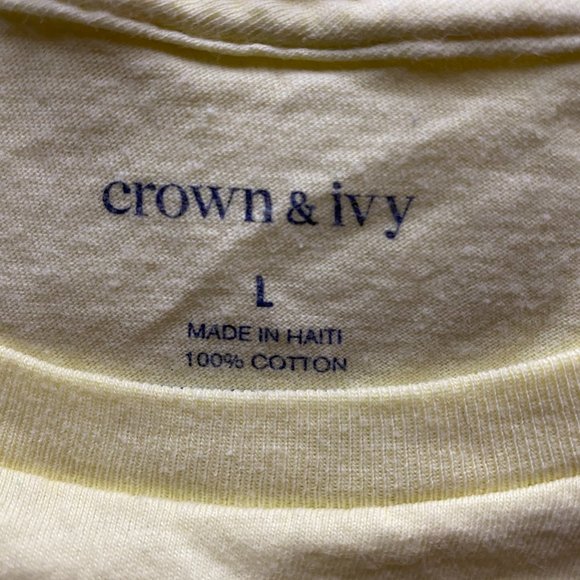 crown & ivy
L
MADE IN HAITI
100% COTTON